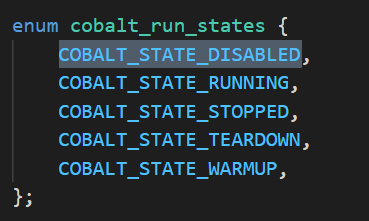 enum cobalt_run_states {
    COBALT_STATE_DISABLED,
    COBALT_STATE_RUNNING,
    COBALT_STATE_STOPPED,
    COBALT_STATE_TEARDOWN,
    COBALT_STATE_WARMUP,
};